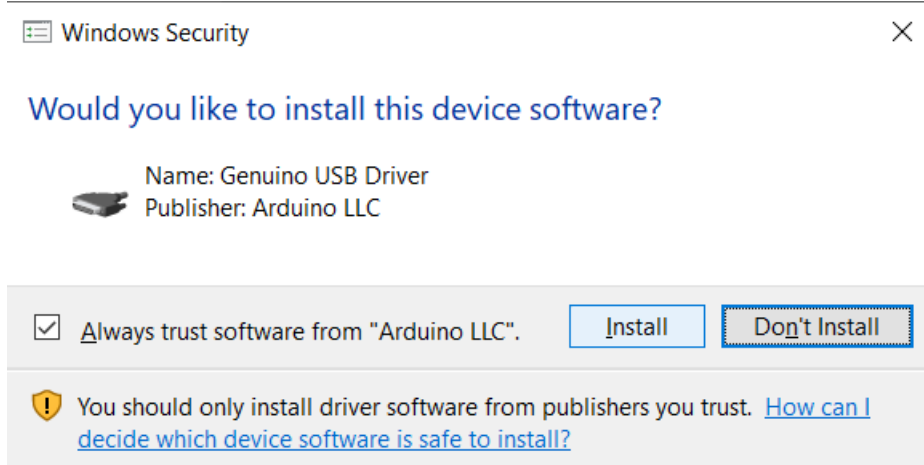 Windows Security
Would you like to install this device software?
Name: Genuino USB Driver
Publisher: Arduino LLC
Always trust software from "Arduino LLC".
Install
Don't Install
You should only install driver software from publishers you trust. How can I
decide which device software is safe to install?